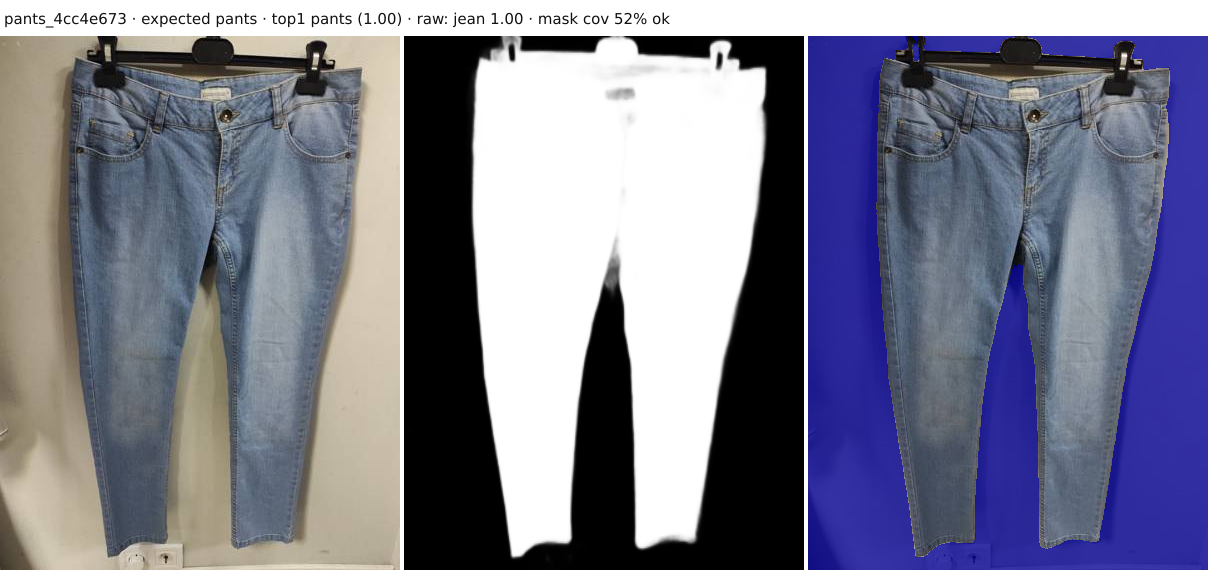 pants_4cc4e673 · expected pants · top1 pants (1.00) · raw: jean 1.00 · mask cov 52% ok